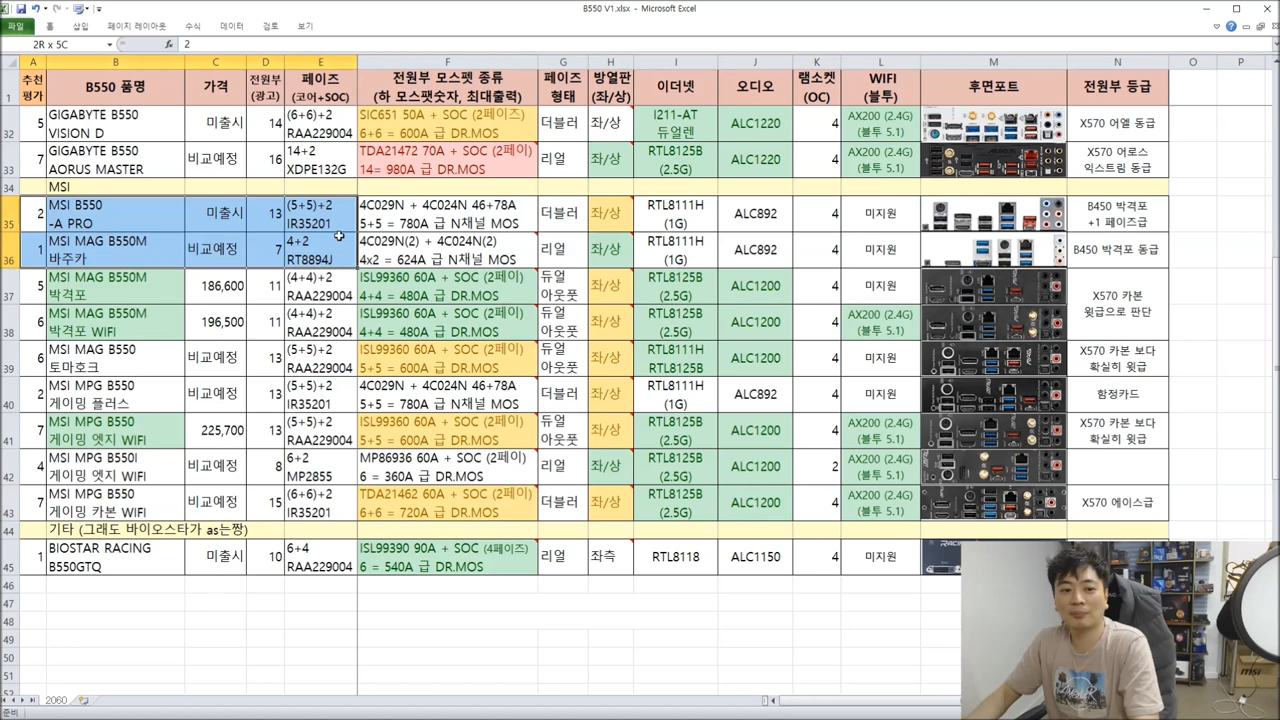 B550 V1.xlsx - Microsoft Excel
파일 홈 삽입 페이지 레이아웃 수식 데이터 검토 보기
2R x 5C fx 2
A B C D E F G H I J K L M N O P
1 추천 평가 B550 품명 가격 전원부 (광고) 페이즈 (코어+SOC) 전원부 모스펫 종류 (하 모스팻숫자, 최대출력) 페이즈 형태 방열판 (좌/상) 이더넷 오디오 램소켓 (OC) WIFI (블투) 후면포트 전원부 등급
32 5 GIGABYTE B550 VISION D 미출시 14 (6+6)+2 RAA229004 SIC651 50A + SOC (2페이즈) 6+6 = 600A 급 DR.MOS 더블러 좌/상 I211-AT 듀얼렌 ALC1220 4 AX200 (2.4G) (블투 5.1) X570 어엘 동급
33 7 GIGABYTE B550 AORUS MASTER 비교예정 16 14+2 XDPE132G TDA21472 70A + SOC (2페이) 14= 980A 급 DR.MOS 리얼 좌/상 RTL8125B (2.5G) ALC1220 4 AX200 (2.4G) (블투 5.1) X570 어로스 익스트림 동급
34 MSI
35 2 MSI B550 -A PRO 미출시 13 (5+5)+2 IR35201 4C029N + 4C024N 46+78A 5+5 = 780A 급 N채널 MOS 더블러 좌/상 RTL8111H (1G) ALC892 4 미지원 B450 박격포 +1 페이즈급
36 1 MSI MAG B550M 바주카 비교예정 7 4+2 RT8894J 4C029N(2) + 4C024N(2) 4x2 = 624A 급 N채널 MOS 리얼 좌/상 RTL8111H (1G) ALC892 4 미지원 B450 박격포 동급
37 5 MSI MAG B550M 박격포 186,600 11 (4+4)+2 RAA229004 ISL99360 60A + SOC (2페이) 4+4 = 480A 급 DR.MOS 듀얼 아웃풋 좌/상 RTL8125B (2.5G) ALC1200 4 미지원 X570 카본 윗급으로 판단
38 6 MSI MAG B550M 박격포 WIFI 196,500 11 (4+4)+2 RAA229004 ISL99360 60A + SOC (2페이) 4+4 = 480A 급 DR.MOS 듀얼 아웃풋 좌/상 RTL8125B (2.5G) ALC1200 4 AX200 (2.4G) (블투 5.1)
39 6 MSI MAG B550 토마호크 비교예정 13 (5+5)+2 RAA229004 ISL99360 60A + SOC (2페이) 5+5 = 600A 급 DR.MOS 듀얼 아웃풋 좌/상 RTL8111H RTL8125B ALC1200 4 미지원 X570 카본 보다 확실히 윗급
40 2 MSI MPG B550 게이밍 플러스 비교예정 13 (5+5)+2 IR35201 4C029N + 4C024N 46+78A 5+5 = 780A 급 N채널 MOS 더블러 좌/상 RTL8111H (1G) ALC892 4 미지원 함정카드
41 7 MSI MPG B550 게이밍 엣지 WIFI 225,700 13 (5+5)+2 RAA229004 ISL99360 60A + SOC (2페이) 5+5 = 600A 급 DR.MOS 듀얼 아웃풋 좌/상 RTL8125B (2.5G) ALC1200 4 AX200 (2.4G) (블투 5.1) X570 카본 보다 확실히 윗급
42 4 MSI MPG B550I 게이밍 엣지 WIFI 비교예정 8 6+2 MP2855 MP86936 60A + SOC (2페이) 6 = 360A 급 DR.MOS 리얼 좌/상 RTL8125B (2.5G) ALC1200 2 AX200 (2.4G) (블투 5.1)
43 7 MSI MPG B550 게이밍 카본 WIFI 비교예정 15 (6+6)+2 IR35201 TDA21462 60A + SOC (2페이) 6+6 = 720A 급 DR.MOS 더블러 좌/상 RTL8125B (2.5G) ALC1200 4 AX200 (2.4G) (블투 5.1) X570 에이스급
44 기타 (그래도 바이오스타가 as는짱)
45 1 BIOSTAR RACING B550GTQ 미출시 10 6+4 RAA229004 ISL99390 90A + SOC (4페이즈) 6 = 540A 급 DR.MOS 리얼 좌측 RTL8118 ALC1150 4 미지원
46
47
48
49
50
51
2060
준비
msi